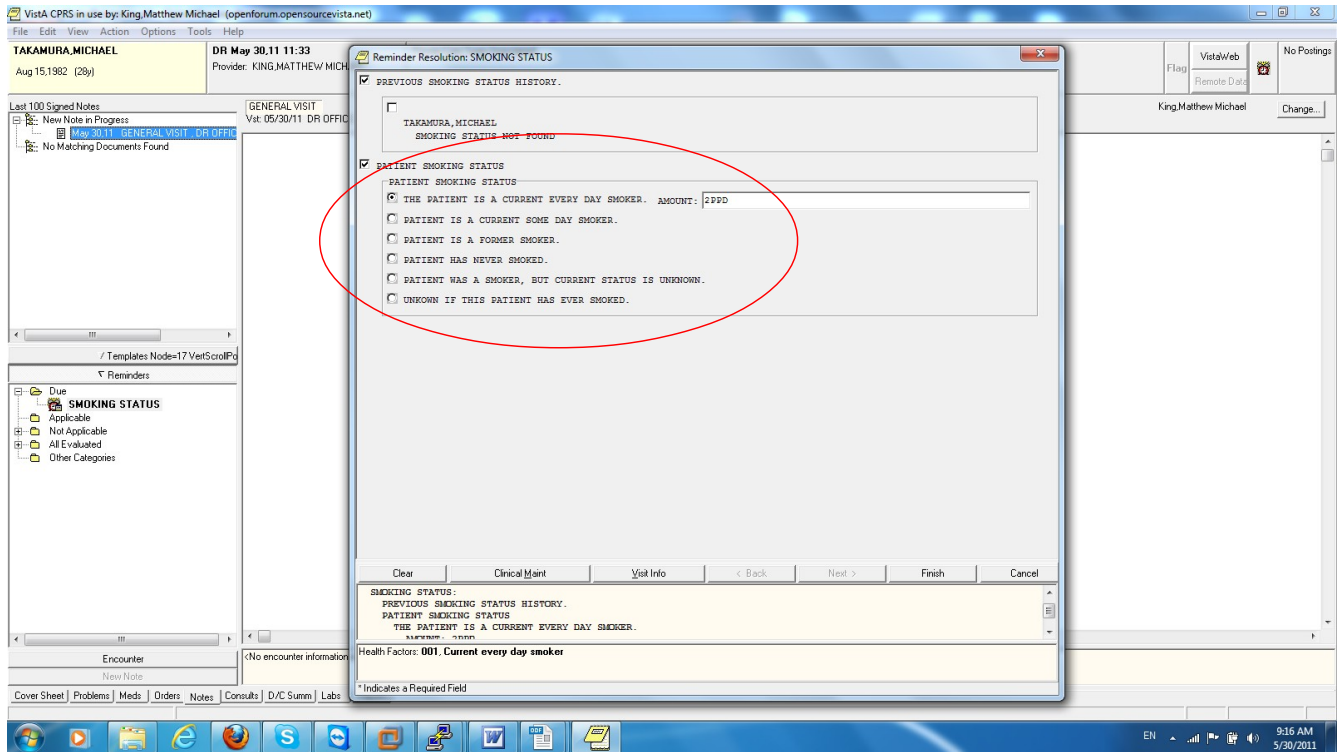 VistA CPRS in use by: King,Matthew Michael (openforum.opensourcevista.net)
File Edit View Action Options Tools Help
TAKAMURA,MICHAEL
Aug 15,1982 (28y)
DR May 30,11 11:33
Provider: KING,MATTHEW MICH
Flag
VistaWeb
Remote Data
No Postings
Last 100 Signed Notes
New Note in Progress
May 30,11 GENERAL VISIT , DR OFFIC
No Matching Documents Found
GENERAL VISIT
Vst: 05/30/11 DR OFFIC
King,Matthew Michael
Change...
Reminder Resolution: SMOKING STATUS
PREVIOUS SMOKING STATUS HISTORY.
TAKAMURA,MICHAEL
SMOKING STATUS NOT FOUND
PATIENT SMOKING STATUS
PATIENT SMOKING STATUS
THE PATIENT IS A CURRENT EVERY DAY SMOKER. AMOUNT: 2PPD
PATIENT IS A CURRENT SOME DAY SMOKER.
PATIENT IS A FORMER SMOKER.
PATIENT HAS NEVER SMOKED.
PATIENT WAS A SMOKER, BUT CURRENT STATUS IS UNKNOWN.
UNKOWN IF THIS PATIENT HAS EVER SMOKED.
/ Templates Node=17 VertScrollPo
Reminders
Due
SMOKING STATUS
Applicable
Not Applicable
All Evaluated
Other Categories
Clear Clinical Maint Visit Info < Back Next > Finish Cancel
SMOKING STATUS:
PREVIOUS SMOKING STATUS HISTORY.
PATIENT SMOKING STATUS
THE PATIENT IS A CURRENT EVERY DAY SMOKER.
AMOUNT: 2PPD
Health Factors: 001, Current every day smoker
* Indicates a Required Field
Encounter
New Note
<No encounter information
Cover Sheet Problems Meds Orders Notes Consults D/C Summ Labs
EN
9:16 AM
5/30/2011